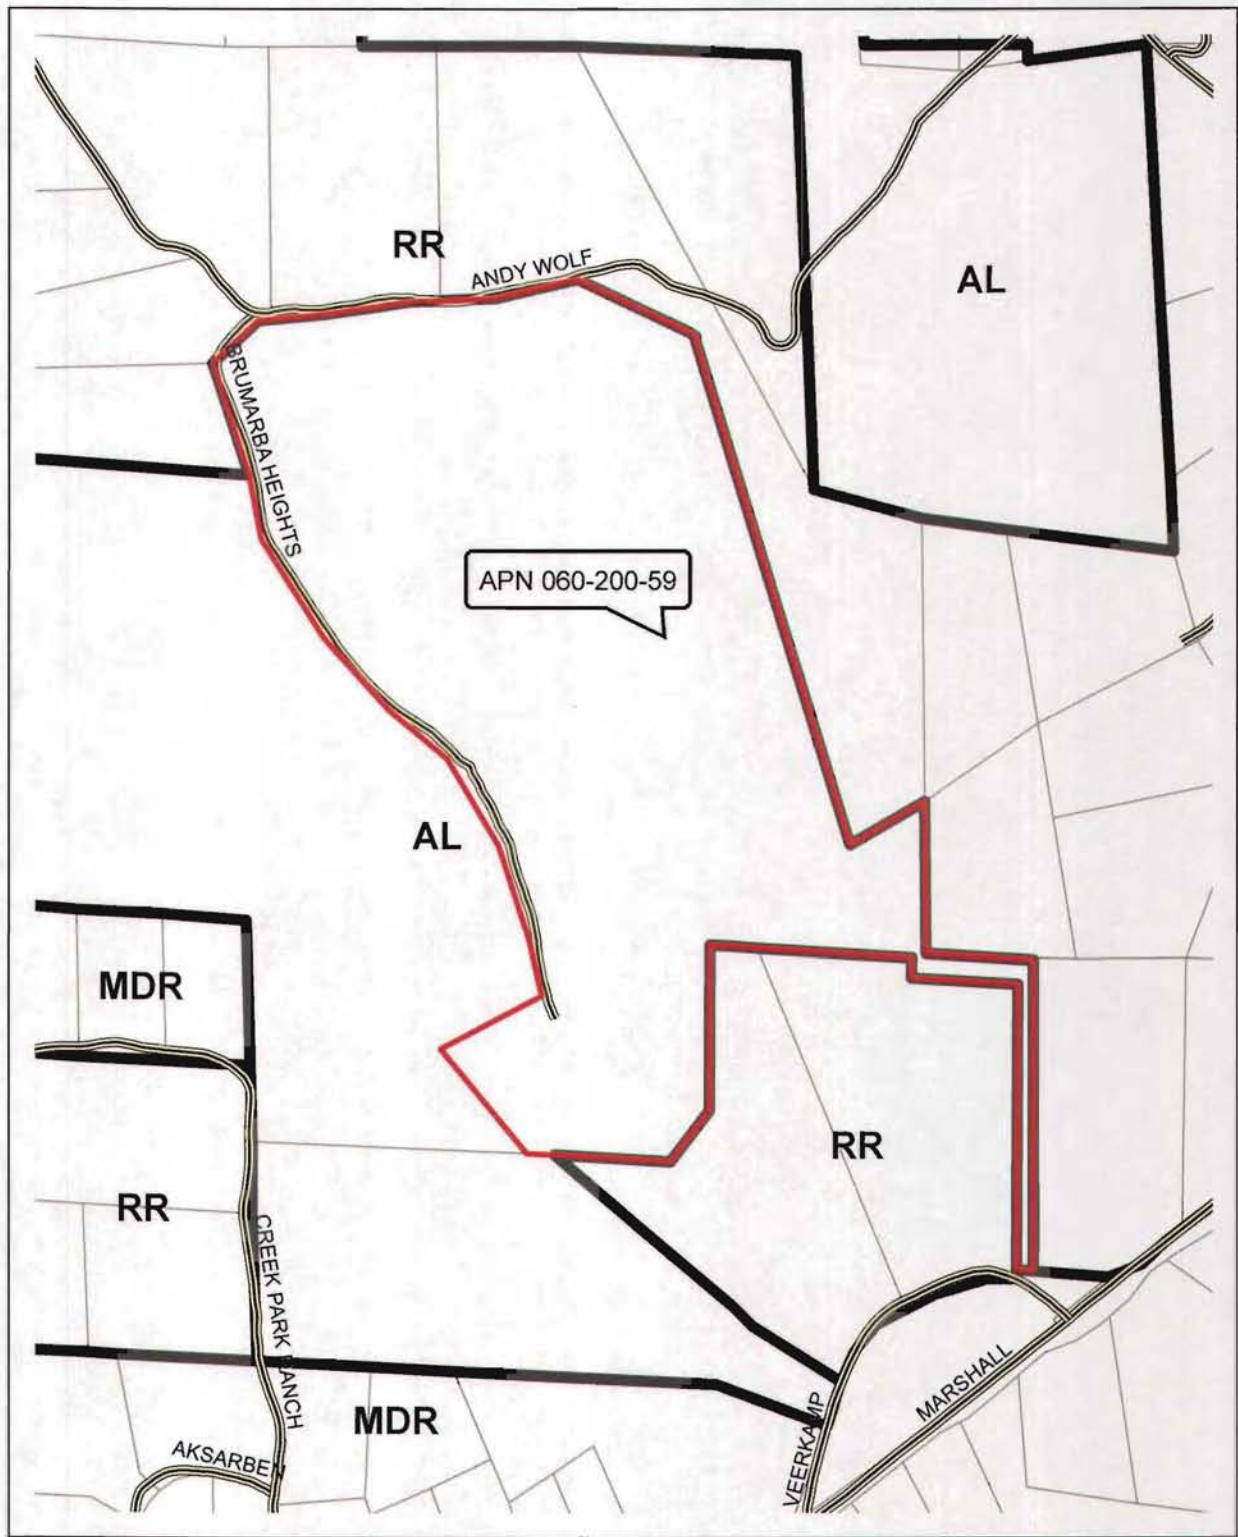 RR
ANDY WOLF
AL
BRUMARBA HEIGHTS
APN 060-200-59
AL
MDR
RR
RR
CREEK PARK RANCH
MARSHALL
MDR
VEERKAMP
AKSARBEN